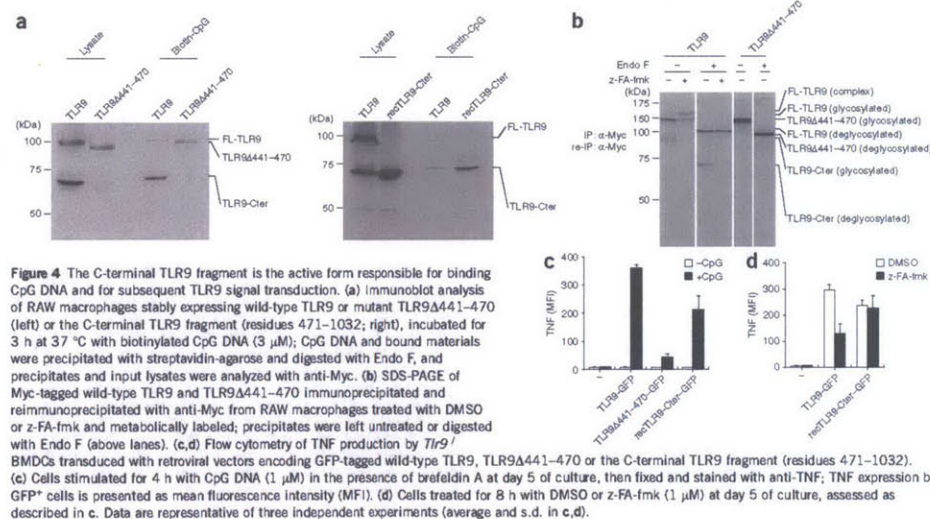 a
Lysate
Biotin-CpG
TLR9
TLR9Δ441–470
TLR9
TLR9Δ441–470
(kDa)
100
75
50
FL-TLR9
TLR9Δ441–470
TLR9-Cter
Lysate
Biotin-CpG
TLR9
recTLR9-Cter
TLR9
recTLR9-Cter
(kDa)
100
75
50
FL-TLR9
TLR9-Cter
b
TLR9
TLR9Δ441–470
Endo F – – + + – +
z-FA-fmk – + – + – –
(kDa)
175
150
100
75
100
IP: α-Myc
re-IP: α-Myc
FL-TLR9 (complex)
FL-TLR9 (glycosylated)
TLR9Δ441–470 (glycosylated)
FL-TLR9 (deglycosylated)
TLR9Δ441–470 (deglycosylated)
TLR9-Cter (glycosylated)
TLR9-Cter (deglycosylated)
c
–CpG
+CpG
TNF (MFI)
400
300
200
100
0
–
TLR9-GFP
TLR9Δ441–470-GFP
recTLR9-Cter-GFP
d
DMSO
z-FA-fmk
TNF (MFI)
400
300
200
100
0
–
TLR9-GFP
recTLR9-Cter-GFP
Figure 4 The C-terminal TLR9 fragment is the active form responsible for binding
CpG DNA and for subsequent TLR9 signal transduction. (a) Immunoblot analysis
of RAW macrophages stably expressing wild-type TLR or mutant TLR9Δ441–470
(left) or the C-terminal TLR9 fragment (residues 471–1032; right), incubated for
3 h at 37 °C with biotinylated CpG DNA (3 μM); CpG DNA and bound materials
were precipitated with streptavidin-agarose and digested with Endo F, and
precipitates and input lysates were analyzed with anti-Myc. (b) SDS-PAGE of
Myc-tagged wild-type TLR9 and TLR9Δ441–470 immunoprecipitated and
reimmunoprecipitated with anti-Myc from RAW macrophages treated with DMSO
or z-FA-fmk and metabolically labeled; precipitates were left untreated or digested
with Endo F (above lanes). (c,d) Flow cytometry of TNF production by Tlr9
BMDCs transduced with retroviral vectors encoding GFP-tagged wild-type TLR9, TLR9Δ441–470 or the C-terminal TLR9 fragment (residues 471–1032).
(c) Cells stimulated for 4 h with CpG DNA (1 μM) in the presence of brefeldin A at day 5 of culture, then fixed and stained with anti-TNF; TNF expression b
GFP⁺ cells is presented as mean fluorescence intensity (MFI). (d) Cells treated for 8 h with DMSO or z-FA-fmk (1 μM) at day 5 of culture, assessed as
described in c. Data are representative of three independent experiments (average and s.d. in c,d).